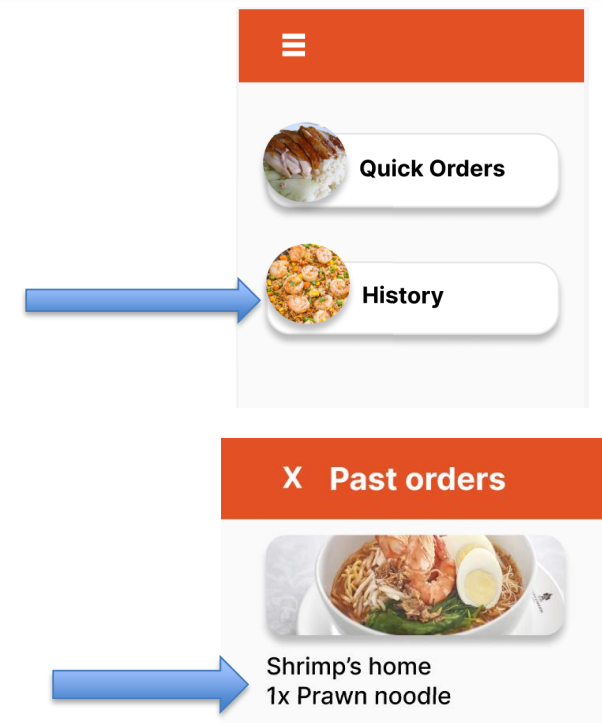 Quick Orders
History
X Past orders
Shrimp's home
1x Prawn noodle